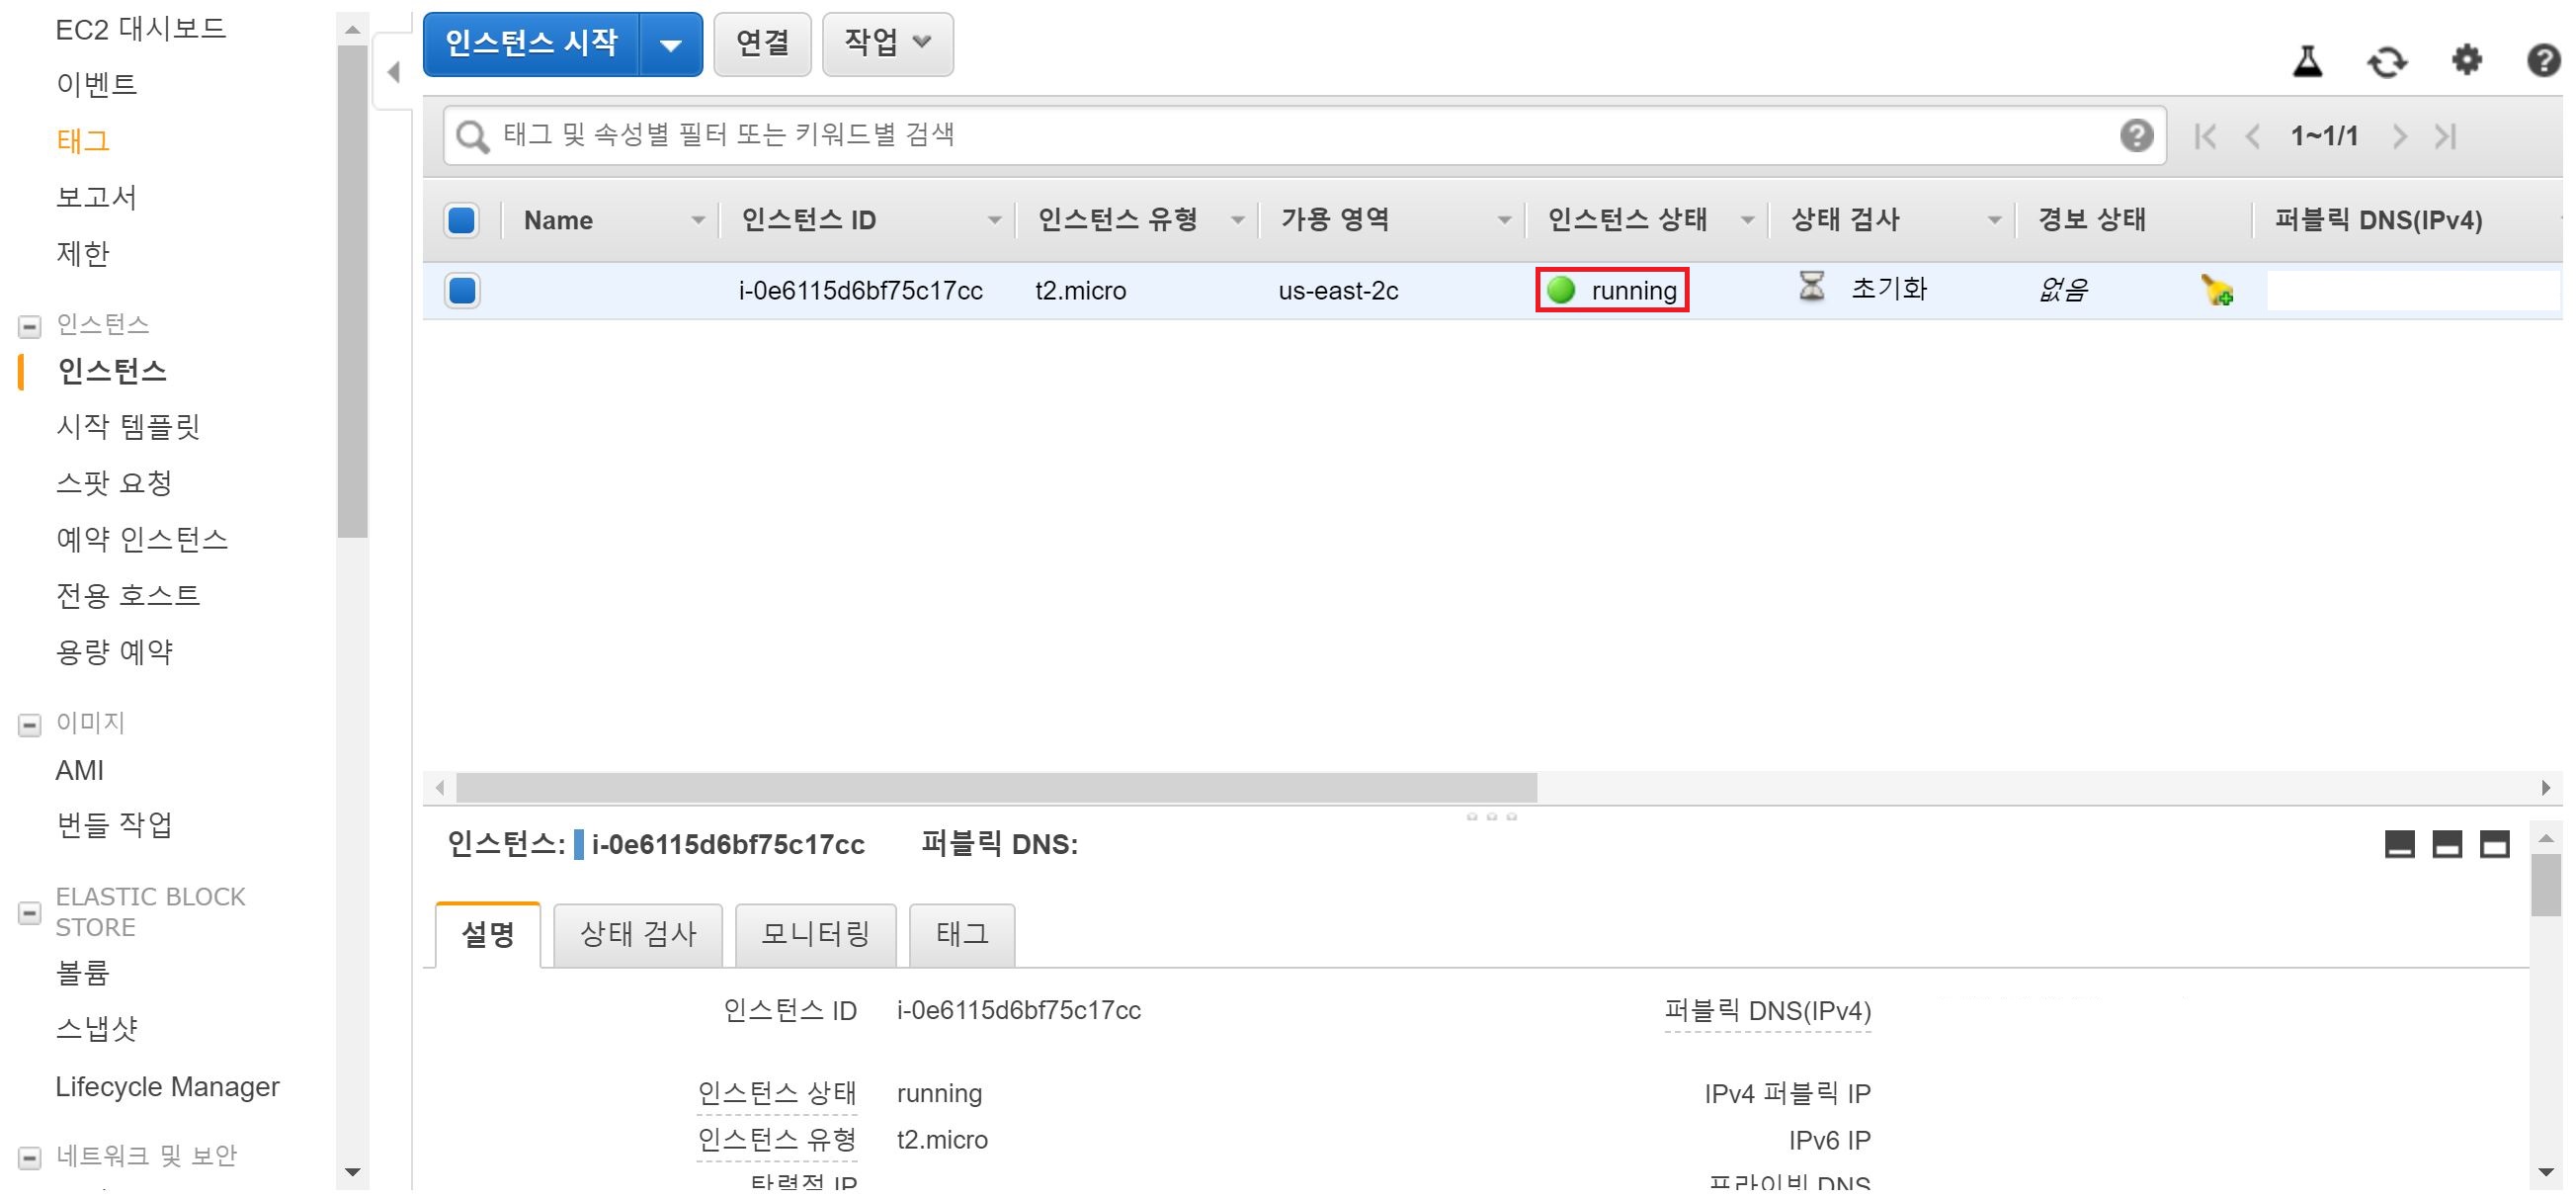 EC2 대시보드
이벤트
태그
보고서
제한
인스턴스
인스턴스
시작 템플릿
스팟 요청
예약 인스턴스
전용 호스트
용량 예약
이미지
AMI
번들 작업
ELASTIC BLOCK
STORE
볼륨
스냅샷
Lifecycle Manager
네트워크 및 보안
인스턴스 시작 연결 작업
태그 및 속성별 필터 또는 키워드별 검색 1~1/1
Name 인스턴스 ID 인스턴스 유형 가용 영역 인스턴스 상태 상태 검사 경보 상태 퍼블릭 DNS(IPv4)
i-0e6115d6bf75c17cc t2.micro us-east-2c running 초기화 없음
인스턴스: i-0e6115d6bf75c17cc 퍼블릭 DNS:
설명 상태 검사 모니터링 태그
인스턴스 ID i-0e6115d6bf75c17cc 퍼블릭 DNS(IPv4)
인스턴스 상태 running IPv4 퍼블릭 IP
인스턴스 유형 t2.micro IPv6 IP
탄력적 IP 프라이빗 DNS